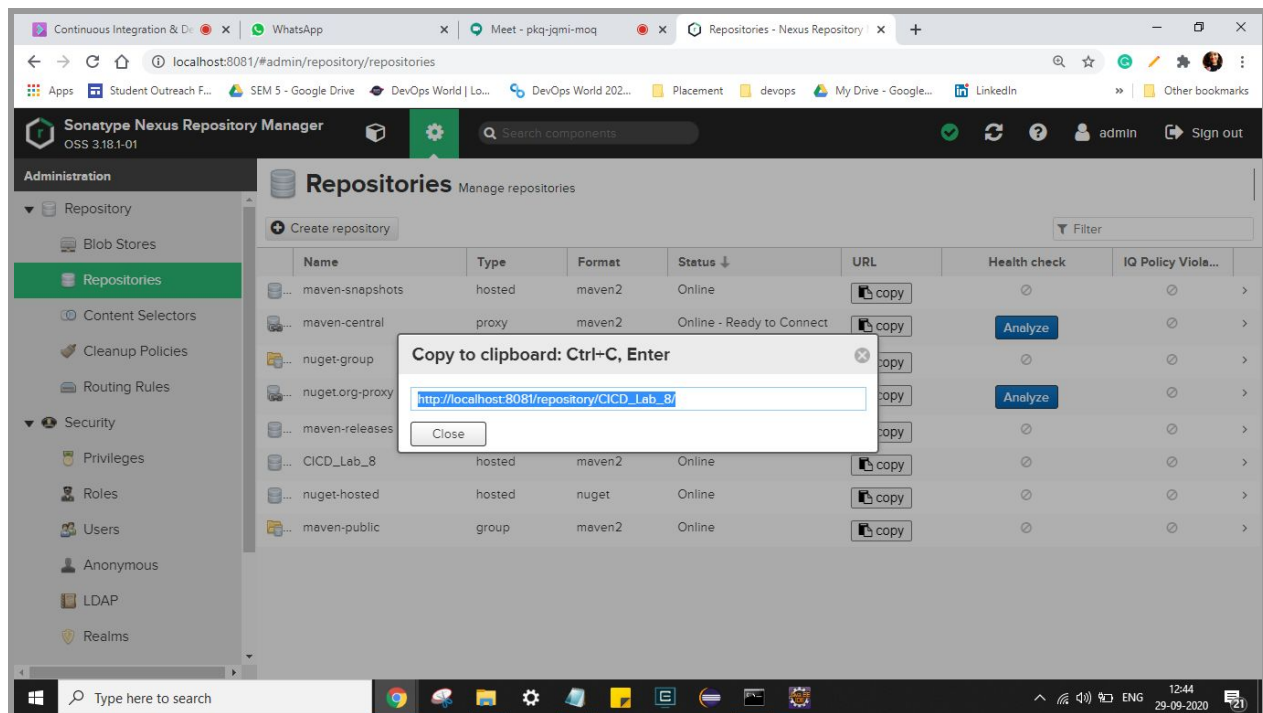 Continuous Integration & De
WhatsApp
Meet - pkq-jqmi-moq
Repositories - Nexus Repository
localhost:8081/#admin/repository/repositories
Apps
Student Outreach F...
SEM 5 - Google Drive
DevOps World | Lo...
DevOps World 202...
Placement
devops
My Drive - Google...
LinkedIn
»
Other bookmarks
Sonatype Nexus Repository Manager
OSS 3.18.1-01
Search components
admin
Sign out
Administration
Repository
Blob Stores
Repositories
Content Selectors
Cleanup Policies
Routing Rules
Security
Privileges
Roles
Users
Anonymous
LDAP
Realms
Repositories Manage repositories
Create repository
Filter
Name Type Format Status URL Health check IQ Policy Viola...
... maven-snapshots hosted maven2 Online copy
... maven-central proxy maven2 Online - Ready to Connect copy Analyze
... nuget-group copy
... nuget.org-proxy copy Analyze
... maven-releases copy
... CICD_Lab_8 hosted maven2 Online copy
... nuget-hosted hosted nuget Online copy
... maven-public group maven2 Online copy
Copy to clipboard: Ctrl+C, Enter
http://localhost:8081/repository/CICD_Lab_8/
Close
Type here to search
ENG
12:44
29-09-2020
21